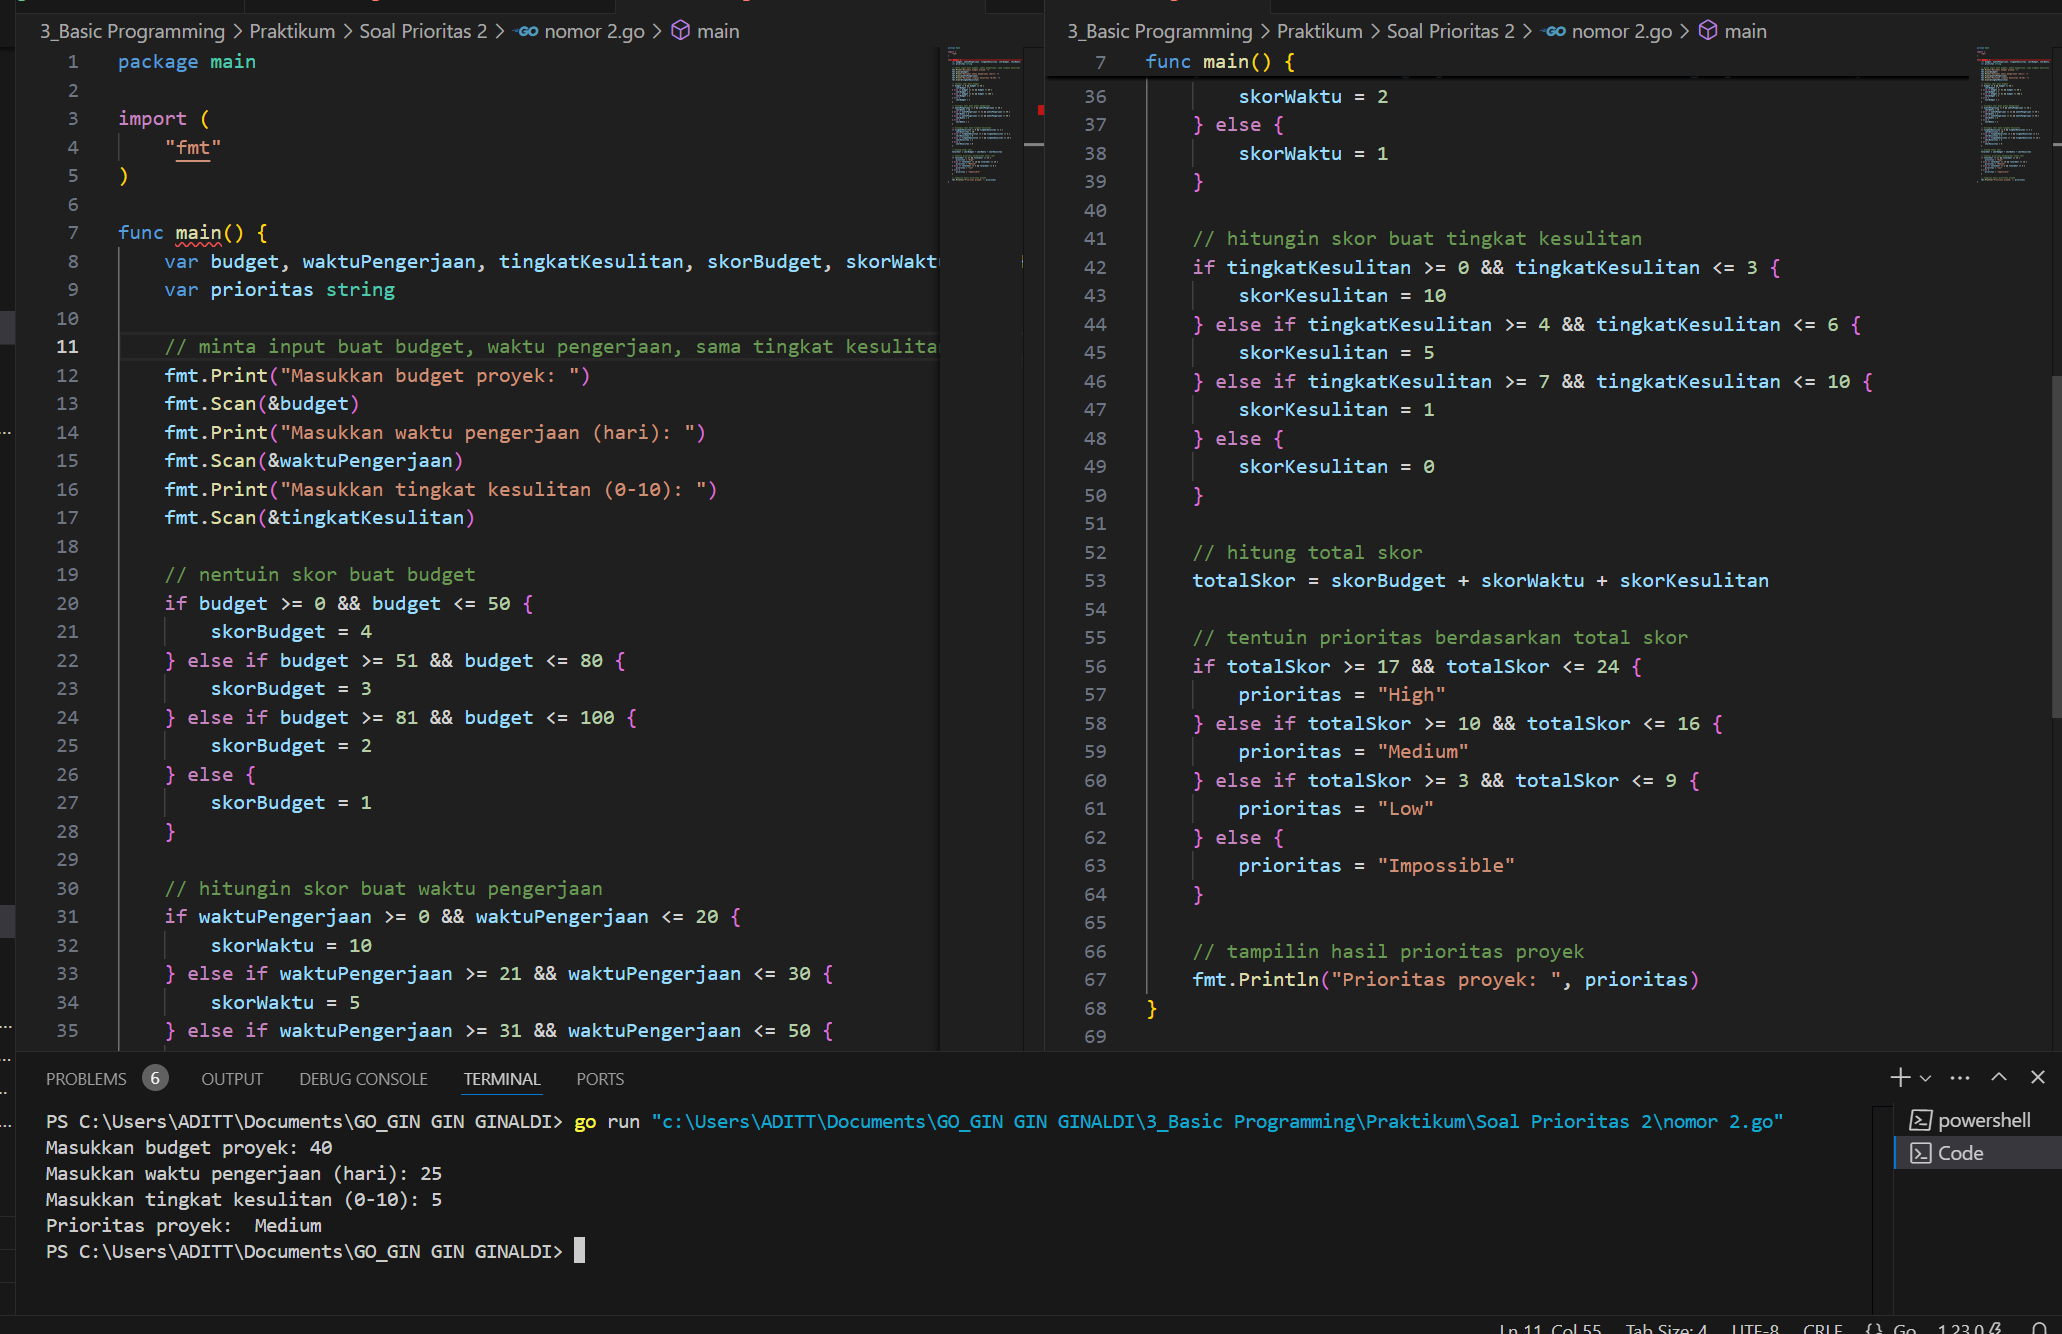 3_Basic Programming > Praktikum > Soal Prioritas 2 > GO nomor 2.go > main
1 package main
2
3 import (
4 "fmt"
5 )
6
7 func main() {
8 var budget, waktuPengerjaan, tingkatKesulitan, skorBudget,
9 var prioritas string
10
11 // minta input buat budget, waktu pengerjaan, sama tingkat
12 fmt.Print("Masukkan budget proyek: ")
13 fmt.Scan(&budget)
14 fmt.Print("Masukkan waktu pengerjaan (hari): ")
15 fmt.Scan(&waktuPengerjaan)
16 fmt.Print("Masukkan tingkat kesulitan (0-10): ")
17 fmt.Scan(&tingkatKesulitan)
18
19 // nentuin skor buat budget
20 if budget >= 0 && budget <= 50 {
21 skorBudget = 4
22 } else if budget >= 51 && budget <= 80 {
23 skorBudget = 3
24 } else if budget >= 81 && budget <= 100 {
25 skorBudget = 2
26 } else {
27 skorBudget = 1
28 }
29
30 // hitungin skor buat waktu pengerjaan
31 if waktuPengerjaan >= 0 && waktuPengerjaan <= 20 {
32 skorWaktu = 10
33 } else if waktuPengerjaan >= 21 && waktuPengerjaan <= 30 {
34 skorWaktu = 5
35 } else if waktuPengerjaan >= 31 && waktuPengerjaan <= 50 {
3_Basic Programming > Praktikum > Soal Prioritas 2 > GO nomor 2.go > main
7 func main() {
36 skorWaktu = 2
37 } else {
38 skorWaktu = 1
39 }
40
41 // hitungin skor buat tingkat kesulitan
42 if tingkatKesulitan >= 0 && tingkatKesulitan <= 3 {
43 skorKesulitan = 10
44 } else if tingkatKesulitan >= 4 && tingkatKesulitan <= 6 {
45 skorKesulitan = 5
46 } else if tingkatKesulitan >= 7 && tingkatKesulitan <= 10 {
47 skorKesulitan = 1
48 } else {
49 skorKesulitan = 0
50 }
51
52 // hitung total skor
53 totalSkor = skorBudget + skorWaktu + skorKesulitan
54
55 // tentuin prioritas berdasarkan total skor
56 if totalSkor >= 17 && totalSkor <= 24 {
57 prioritas = "High"
58 } else if totalSkor >= 10 && totalSkor <= 16 {
59 prioritas = "Medium"
60 } else if totalSkor >= 3 && totalSkor <= 9 {
61 prioritas = "Low"
62 } else {
63 prioritas = "Impossible"
64 }
65
66 // tampilin hasil prioritas proyek
67 fmt.Println("Prioritas proyek: ", prioritas)
68 }
69
PROBLEMS 6 OUTPUT DEBUG CONSOLE TERMINAL PORTS
PS C:\Users\ADITT\Documents\GO_GIN GIN GINALDI> go run "c:\Users\ADITT\Documents\GO_GIN GIN GINALDI\3_Basic Programming\Praktikum\Soal Prioritas 2\nomor 2.go"
Masukkan budget proyek: 40
Masukkan waktu pengerjaan (hari): 25
Masukkan tingkat kesulitan (0-10): 5
Prioritas proyek:  Medium
PS C:\Users\ADITT\Documents\GO_GIN GIN GINALDI>
powershell
Code
Ln 11, Col 55 Tab Size: 4 UTF-8 CRLF {} Go 1.23.0